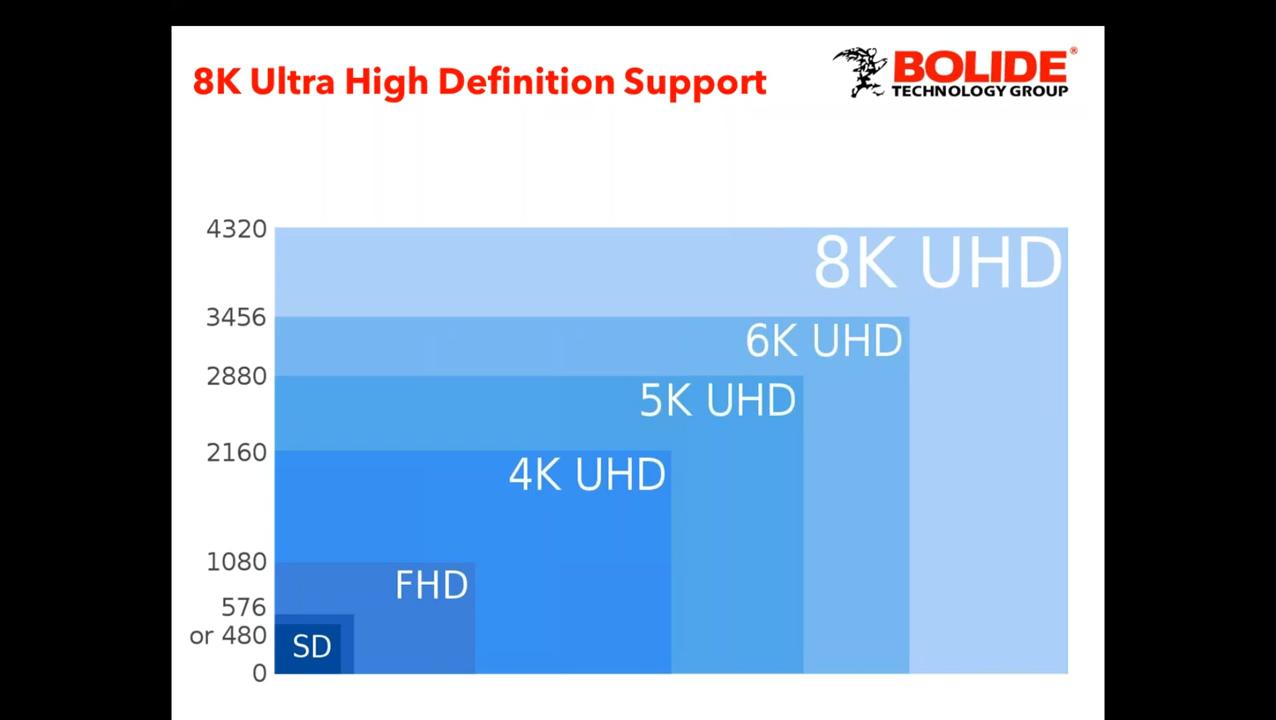 8K Ultra High Definition Support
BOLIDE®
TECHNOLOGY GROUP
4320
8K UHD
3456
6K UHD
2880
5K UHD
2160
4K UHD
1080
FHD
576
or 480
SD
0